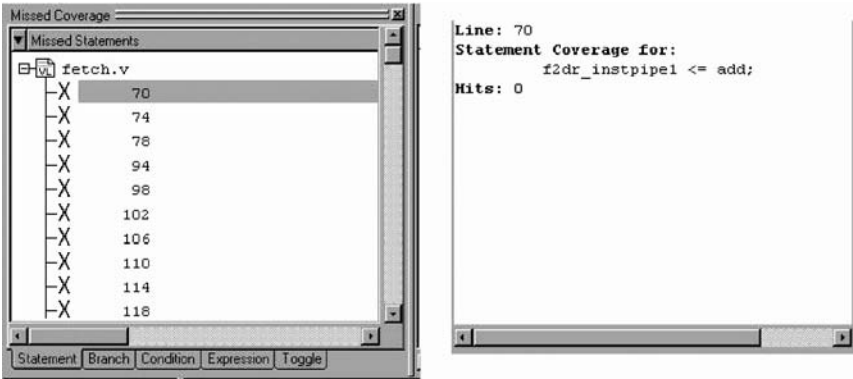 Missed Coverage
Missed Statements
VL fetch.v
70
74
78
94
98
102
106
110
114
118
Statement Branch Condition Expression Toggle
Line: 70
Statement Coverage for:
f2dr_instpipe1 <= add;
Hits: 0